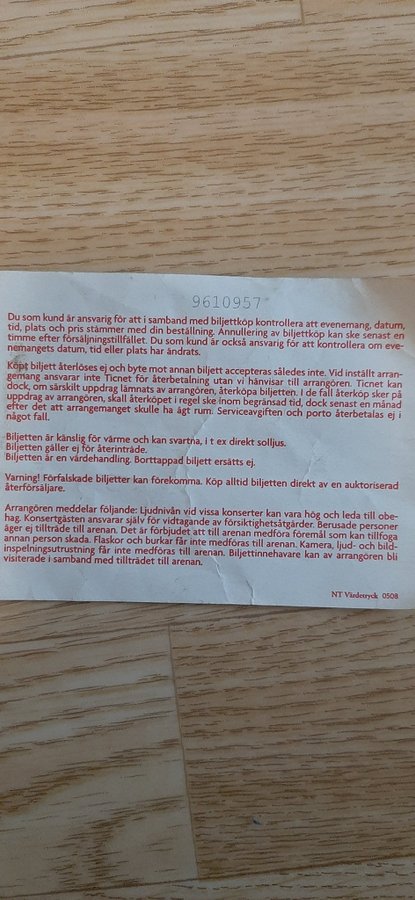 9610957
Du som kund är ansvarig för att i samband med biljettköp kontrollera att evenemang, datum,
tid, plats och pris stämmer med din beställning. Annullering av biljettköp kan ske senast en
timme efter försäljningstillfället. Du som kund är också ansvarig för att kontrollera om eve-
nemangets datum, tid eller plats har ändrats.
Köpt biljett återlöses ej och byte mot annan biljett accepteras således inte. Vid inställt arran-
gemang ansvarar inte Ticnet för återbetalning utan vi hänvisar till arrangören. Ticnet kan
dock, om särskilt uppdrag lämnats av arrangören, återköpa biljetten. I de fall återköp sker på
uppdrag av arrangören, skall återköpet i regel ske inom begränsad tid, dock senast en månad
efter det att arrangemanget skulle ha ägt rum. Serviceavgiften och porto återbetalas ej i
något fall.
Biljetten är känslig för värme och kan svartna, i t ex direkt solljus.
Biljetten gäller ej för återinträde.
Biljetten är en värdehandling. Borttappad biljett ersätts ej.
Varning! Förfalskade biljetter kan förekomma. Köp alltid biljetten direkt av en auktoriserad
återförsäljare.
Arrangören meddelar följande: Ljudnivån vid vissa konserter kan vara hög och leda till obe-
hag. Konsertgästen ansvarar själv för vidtagande av försiktighetsåtgärder. Berusade personer
äger ej tillträde till arenan. Det är förbjudet att till arenan medföra föremål som kan tillfoga
annan person skada. Flaskor och burkar får inte medföras till arenan. Kamera, ljud- och bild-
inspelningsutrustning får inte medföras till arenan. Biljettinnehavare kan av arrangören bli
visiterade i samband med tillträdet till arenan.
NT Värdetryck 0508